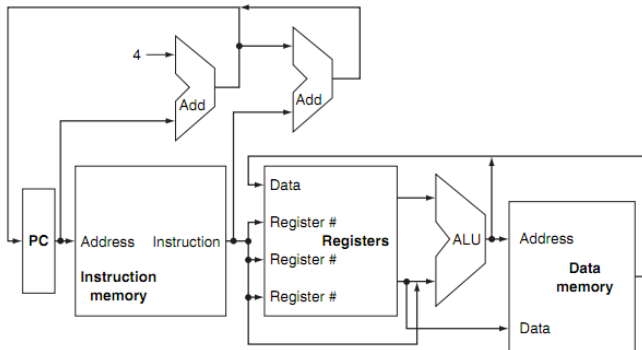 4
Add
Add
PC
Address
Instruction
Instruction
memory
Data
Register #
Registers
Register #
Register #
ALU
Address
Data
memory
Data